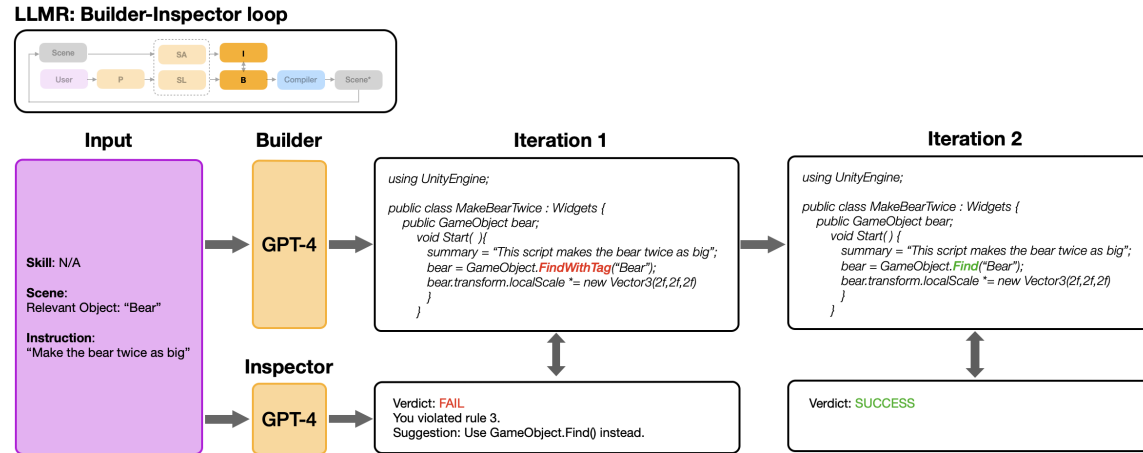 LLMR: Builder-Inspector loop
Scene
SA
I
User
P
SL
B
Compiler
Scene*
Input
Builder
Iteration 1
Iteration 2
Skill: N/A
Scene:
Relevant Object: “Bear”
Instruction:
“Make the bear twice as big”
GPT-4
using UnityEngine;
public class MakeBearTwice : Widgets {
public GameObject bear;
void Start( ){
summary = “This script makes the bear twice as big”;
bear = GameObject.FindWithTag(“Bear”);
bear.transform.localScale *= new Vector3(2f,2f,2f)
}
}
using UnityEngine;
public class MakeBearTwice : Widgets {
public GameObject bear;
void Start( ) {
summary = “This script makes the bear twice as big”;
bear = GameObject.Find(“Bear”);
bear.transform.localScale *= new Vector3(2f,2f,2f)
}
}
Inspector
GPT-4
Verdict: FAIL
You violated rule 3.
Suggestion: Use GameObject.Find() instead.
Verdict: SUCCESS